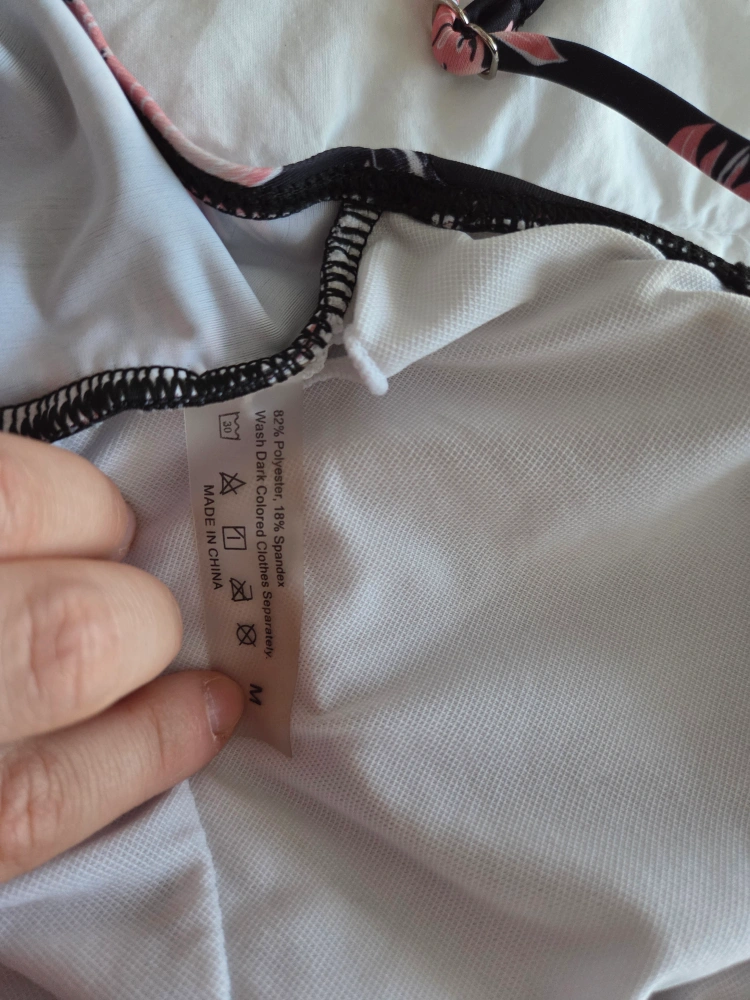 82% Polyester, 18% Spandex
Wash Dark Colored Clothes Separately.
30
MADE IN CHINA
M